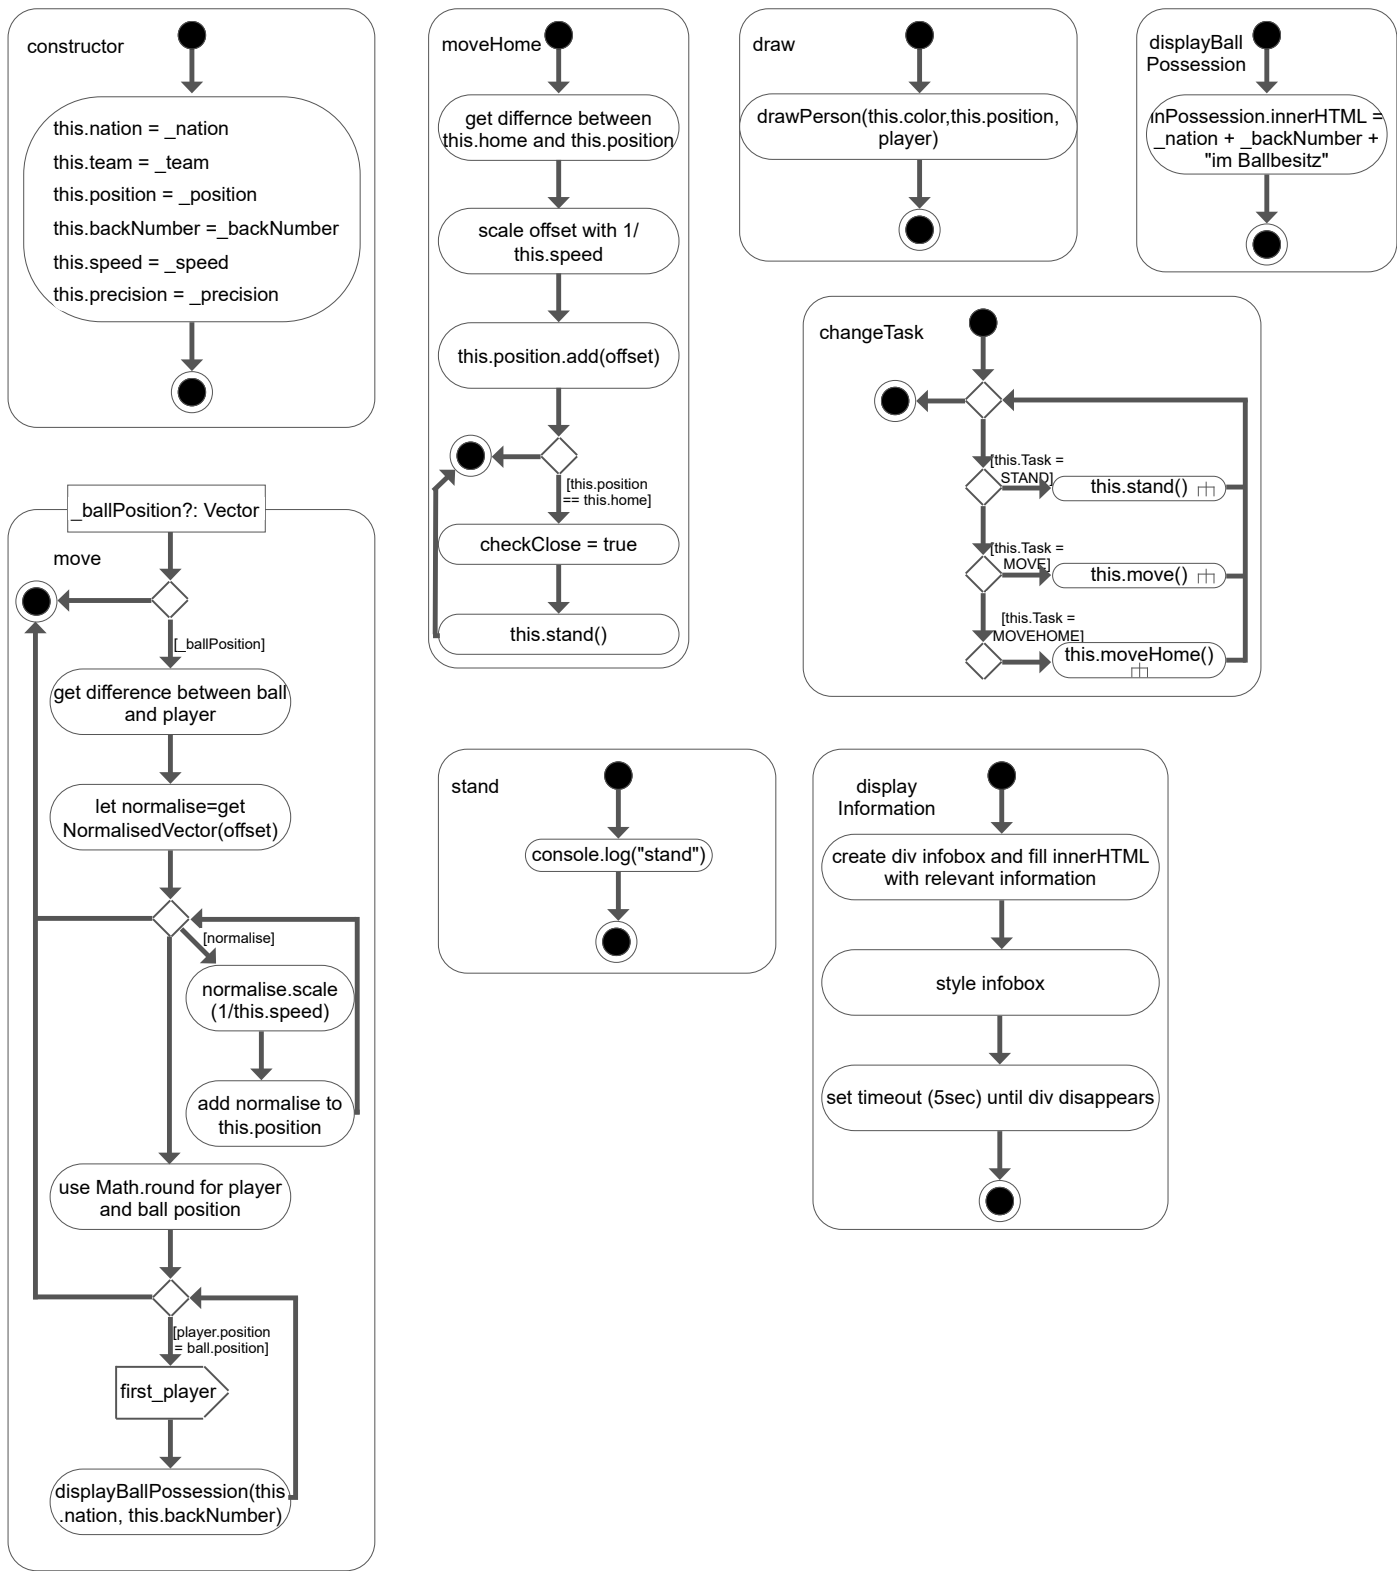 constructor
this.nation = _nation
this.team = _team
this.position = _position
this.backNumber =_backNumber
this.speed = _speed
this.precision = _precision
moveHome
get differnce between
this.home and this.position
scale offset with 1/
this.speed
this.position.add(offset)
[this.position
== this.home]
checkClose = true
this.stand()
draw
drawPerson(this.color,this.position,
player)
displayBall
Possession
inPossession.innerHTML =
_nation + _backNumber +
"im Ballbesitz"
changeTask
[this.Task =
STAND]
this.stand()
[this.Task =
MOVE]
this.move()
[this.Task =
MOVEHOME]
this.moveHome()
_ballPosition?: Vector
move
[_ballPosition]
get difference between ball
and player
let normalise=get
NormalisedVector(offset)
[normalise]
normalise.scale
(1/this.speed)
add normalise to
this.position
use Math.round for player
and ball position
[player.position
= ball.position]
first_player
displayBallPossession(this
.nation, this.backNumber)
stand
console.log("stand")
display
Information
create div infobox and fill innerHTML
with relevant information
style infobox
set timeout (5sec) until div disappears